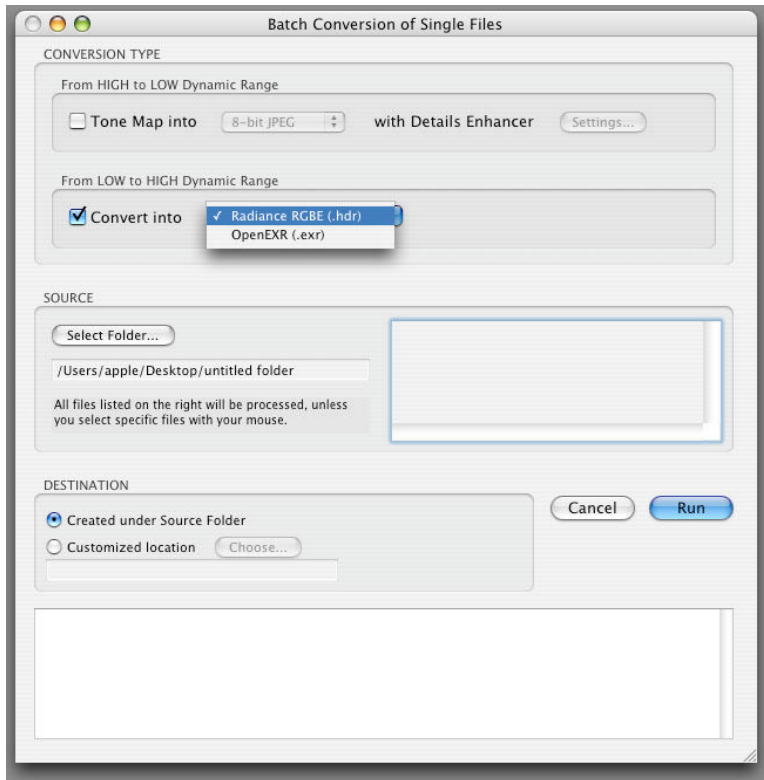 Batch Conversion of Single Files
CONVERSION TYPE
From HIGH to LOW Dynamic Range
Tone Map into 8-bit JPEG with Details Enhancer Settings...
From LOW to HIGH Dynamic Range
Convert into ✓ Radiance RGBE (.hdr)
OpenEXR (.exr)
SOURCE
Select Folder...
/Users/apple/Desktop/untitled folder
All files listed on the right will be processed, unless
you select specific files with your mouse.
DESTINATION
Created under Source Folder
Customized location Choose...
Cancel Run